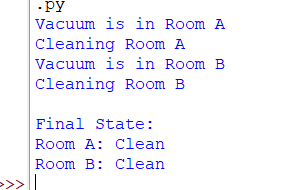 .py
Vacuum is in Room A
Cleaning Room A
Vacuum is in Room B
Cleaning Room B

Final State:
Room A: Clean
Room B: Clean
>>>